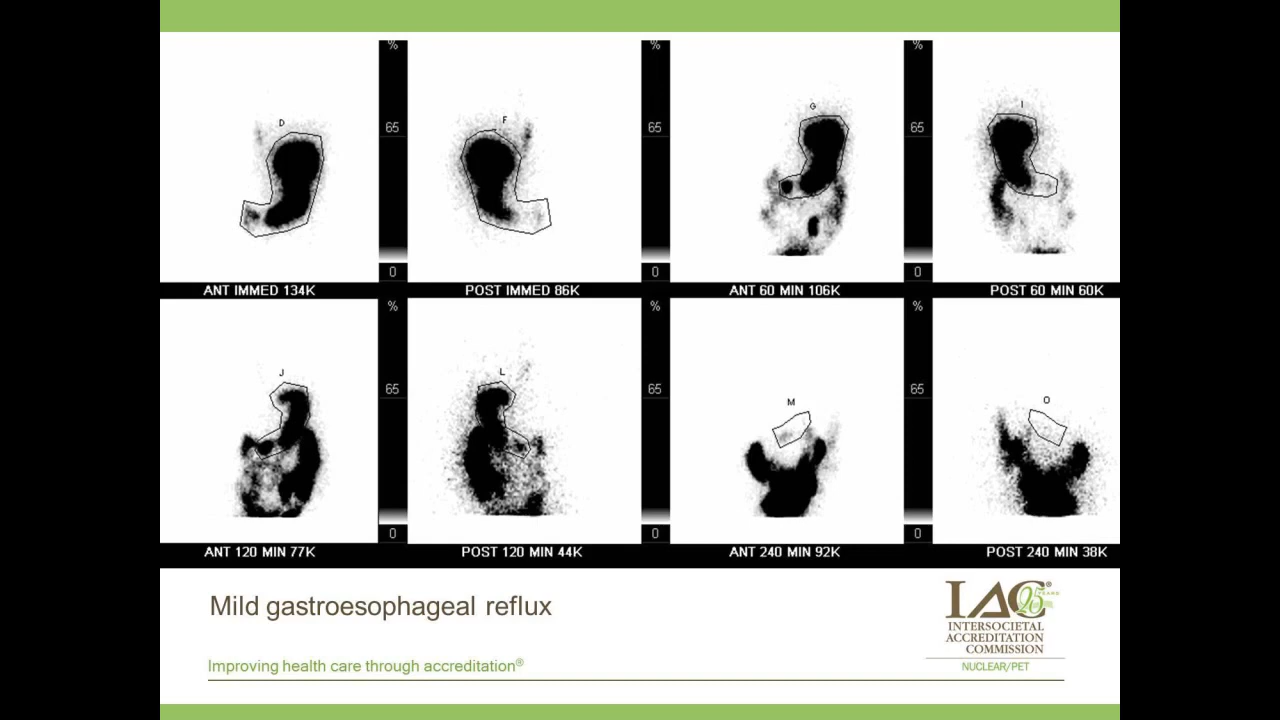 %
%
%
D
F
G
I
65
65
65
0
0
0
ANT IMMED 134K
POST IMMED 86K
ANT 60 MIN 106K
POST 60 MIN 60K
%
%
%
J
L
M
O
65
65
65
0
0
0
ANT 120 MIN 77K
POST 120 MIN 44K
ANT 240 MIN 92K
POST 240 MIN 38K
Mild gastroesophageal reflux
IAC®
25 YEARS
INTERSOCIETAL
ACCREDITATION
COMMISSION
NUCLEAR/PET
Improving health care through accreditation®